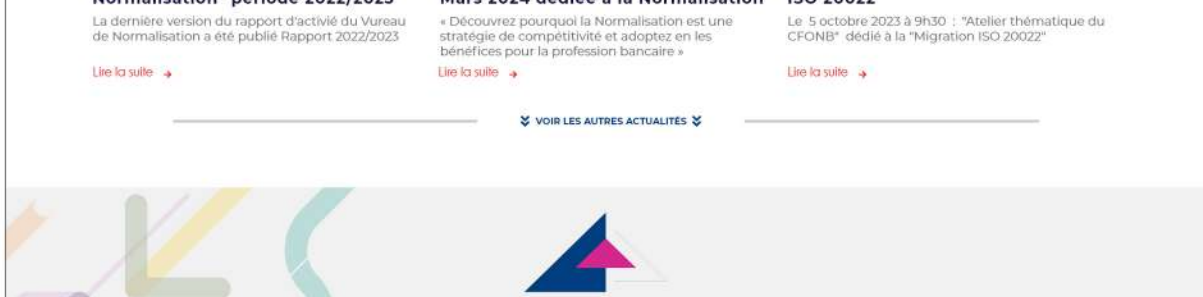 Normalisation" période 2022/2023
Mars 2024 dédiée à la Normalisation
ISO 20022
La dernière version du rapport d'activié du Vureau
de Normalisation a été publié Rapport 2022/2023
Lire la suite
« Découvrez pourquoi la Normalisation est une
stratégie de compétitivité et adoptez en les
bénéfices pour la profession bancaire »
Lire la suite
Le 5 octobre 2023 à 9h30 : "Atelier thématique du
CFONB" dédié à la "Migration ISO 20022"
Lire la suite
VOIR LES AUTRES ACTUALITÉS